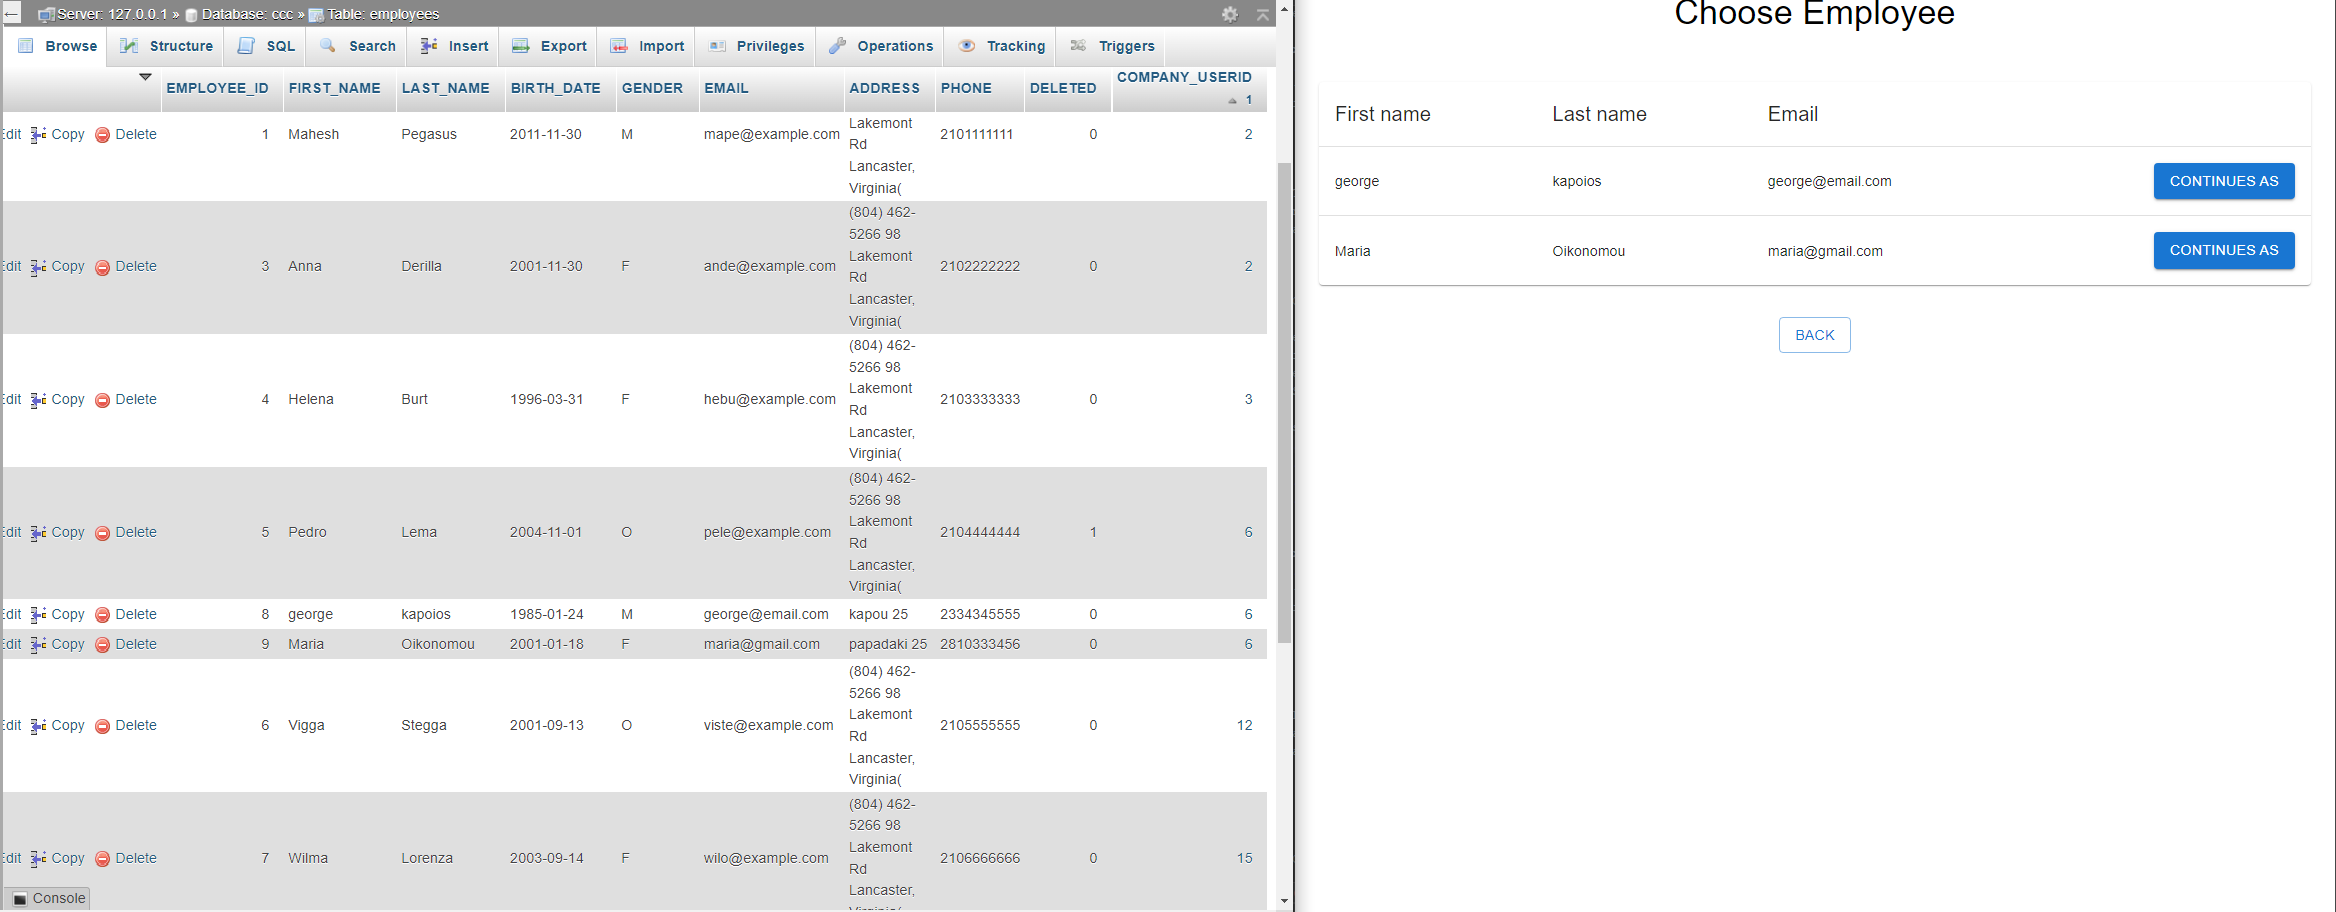 Server: 127.0.0.1 » Database: ccc » Table: employees
Browse Structure SQL Search Insert Export Import Privileges Operations Tracking Triggers
EMPLOYEE_ID FIRST_NAME LAST_NAME BIRTH_DATE GENDER EMAIL ADDRESS PHONE DELETED COMPANY_USERID
1
Lakemont
Edit Copy Delete 1 Mahesh Pegasus 2011-11-30 M mape@example.com 2101111111 0 2
Rd
Lancaster,
Virginia(
(804) 462-
5266 98
Lakemont
Edit Copy Delete 3 Anna Derilla 2001-11-30 F ande@example.com 2102222222 0 2
Rd
Lancaster,
Virginia(
(804) 462-
5266 98
Lakemont
Edit Copy Delete 4 Helena Burt 1996-03-31 F hebu@example.com 2103333333 0 3
Rd
Lancaster,
Virginia(
(804) 462-
5266 98
Lakemont
Edit Copy Delete 5 Pedro Lema 2004-11-01 O pele@example.com 2104444444 1 6
Rd
Lancaster,
Virginia(
Edit Copy Delete 8 george kapoios 1985-01-24 M george@email.com kapou 25 2334345555 0 6
Edit Copy Delete 9 Maria Oikonomou 2001-01-18 F maria@gmail.com papadaki 25 2810333456 0 6
(804) 462-
5266 98
Lakemont
Edit Copy Delete 6 Vigga Stegga 2001-09-13 O viste@example.com 2105555555 0 12
Rd
Lancaster,
Virginia(
(804) 462-
5266 98
Lakemont
Edit Copy Delete 7 Wilma Lorenza 2003-09-14 F wilo@example.com 2106666666 0 15
Rd
Lancaster,
Virginia(
Console
Choose Employee
First name Last name Email
george kapoios george@email.com CONTINUES AS
Maria Oikonomou maria@gmail.com CONTINUES AS
BACK